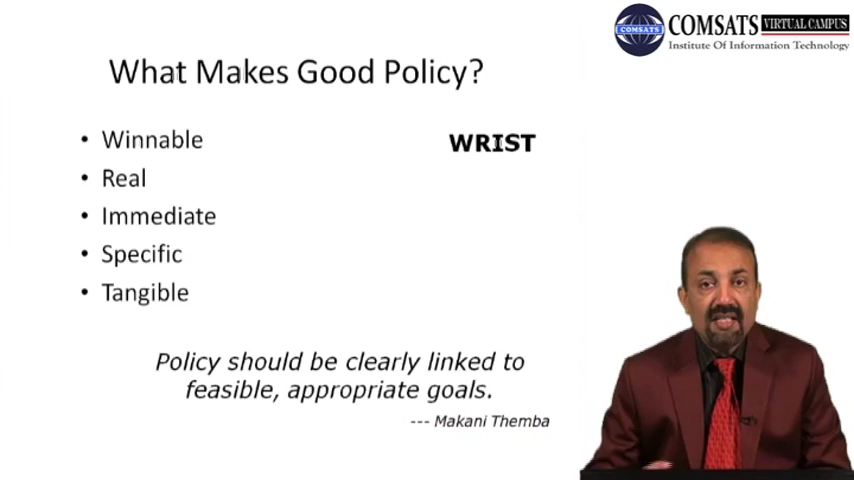 COMSATS VIRTUAL CAMPUS
COMSATS
Institute Of Information Technology
What Makes Good Policy?
• Winnable
WRIST
• Real
• Immediate
• Specific
• Tangible
Policy should be clearly linked to
feasible, appropriate goals.
--- Makani Themba